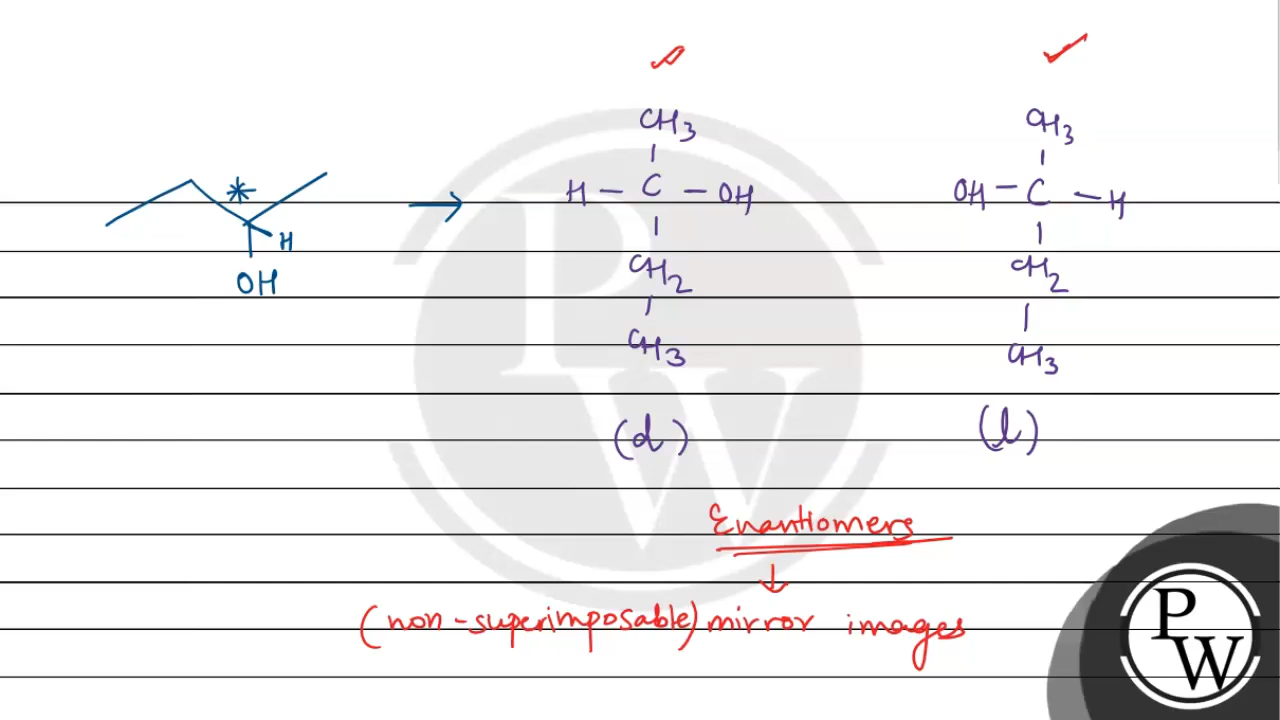 *
H
OH
→
CH3
H – C – OH
CH2
CH3
(d)
CH3
OH – C – H
CH2
CH3
(l)
Enantiomers
↓
(non-superimposable) mirror images
P
W
P
W